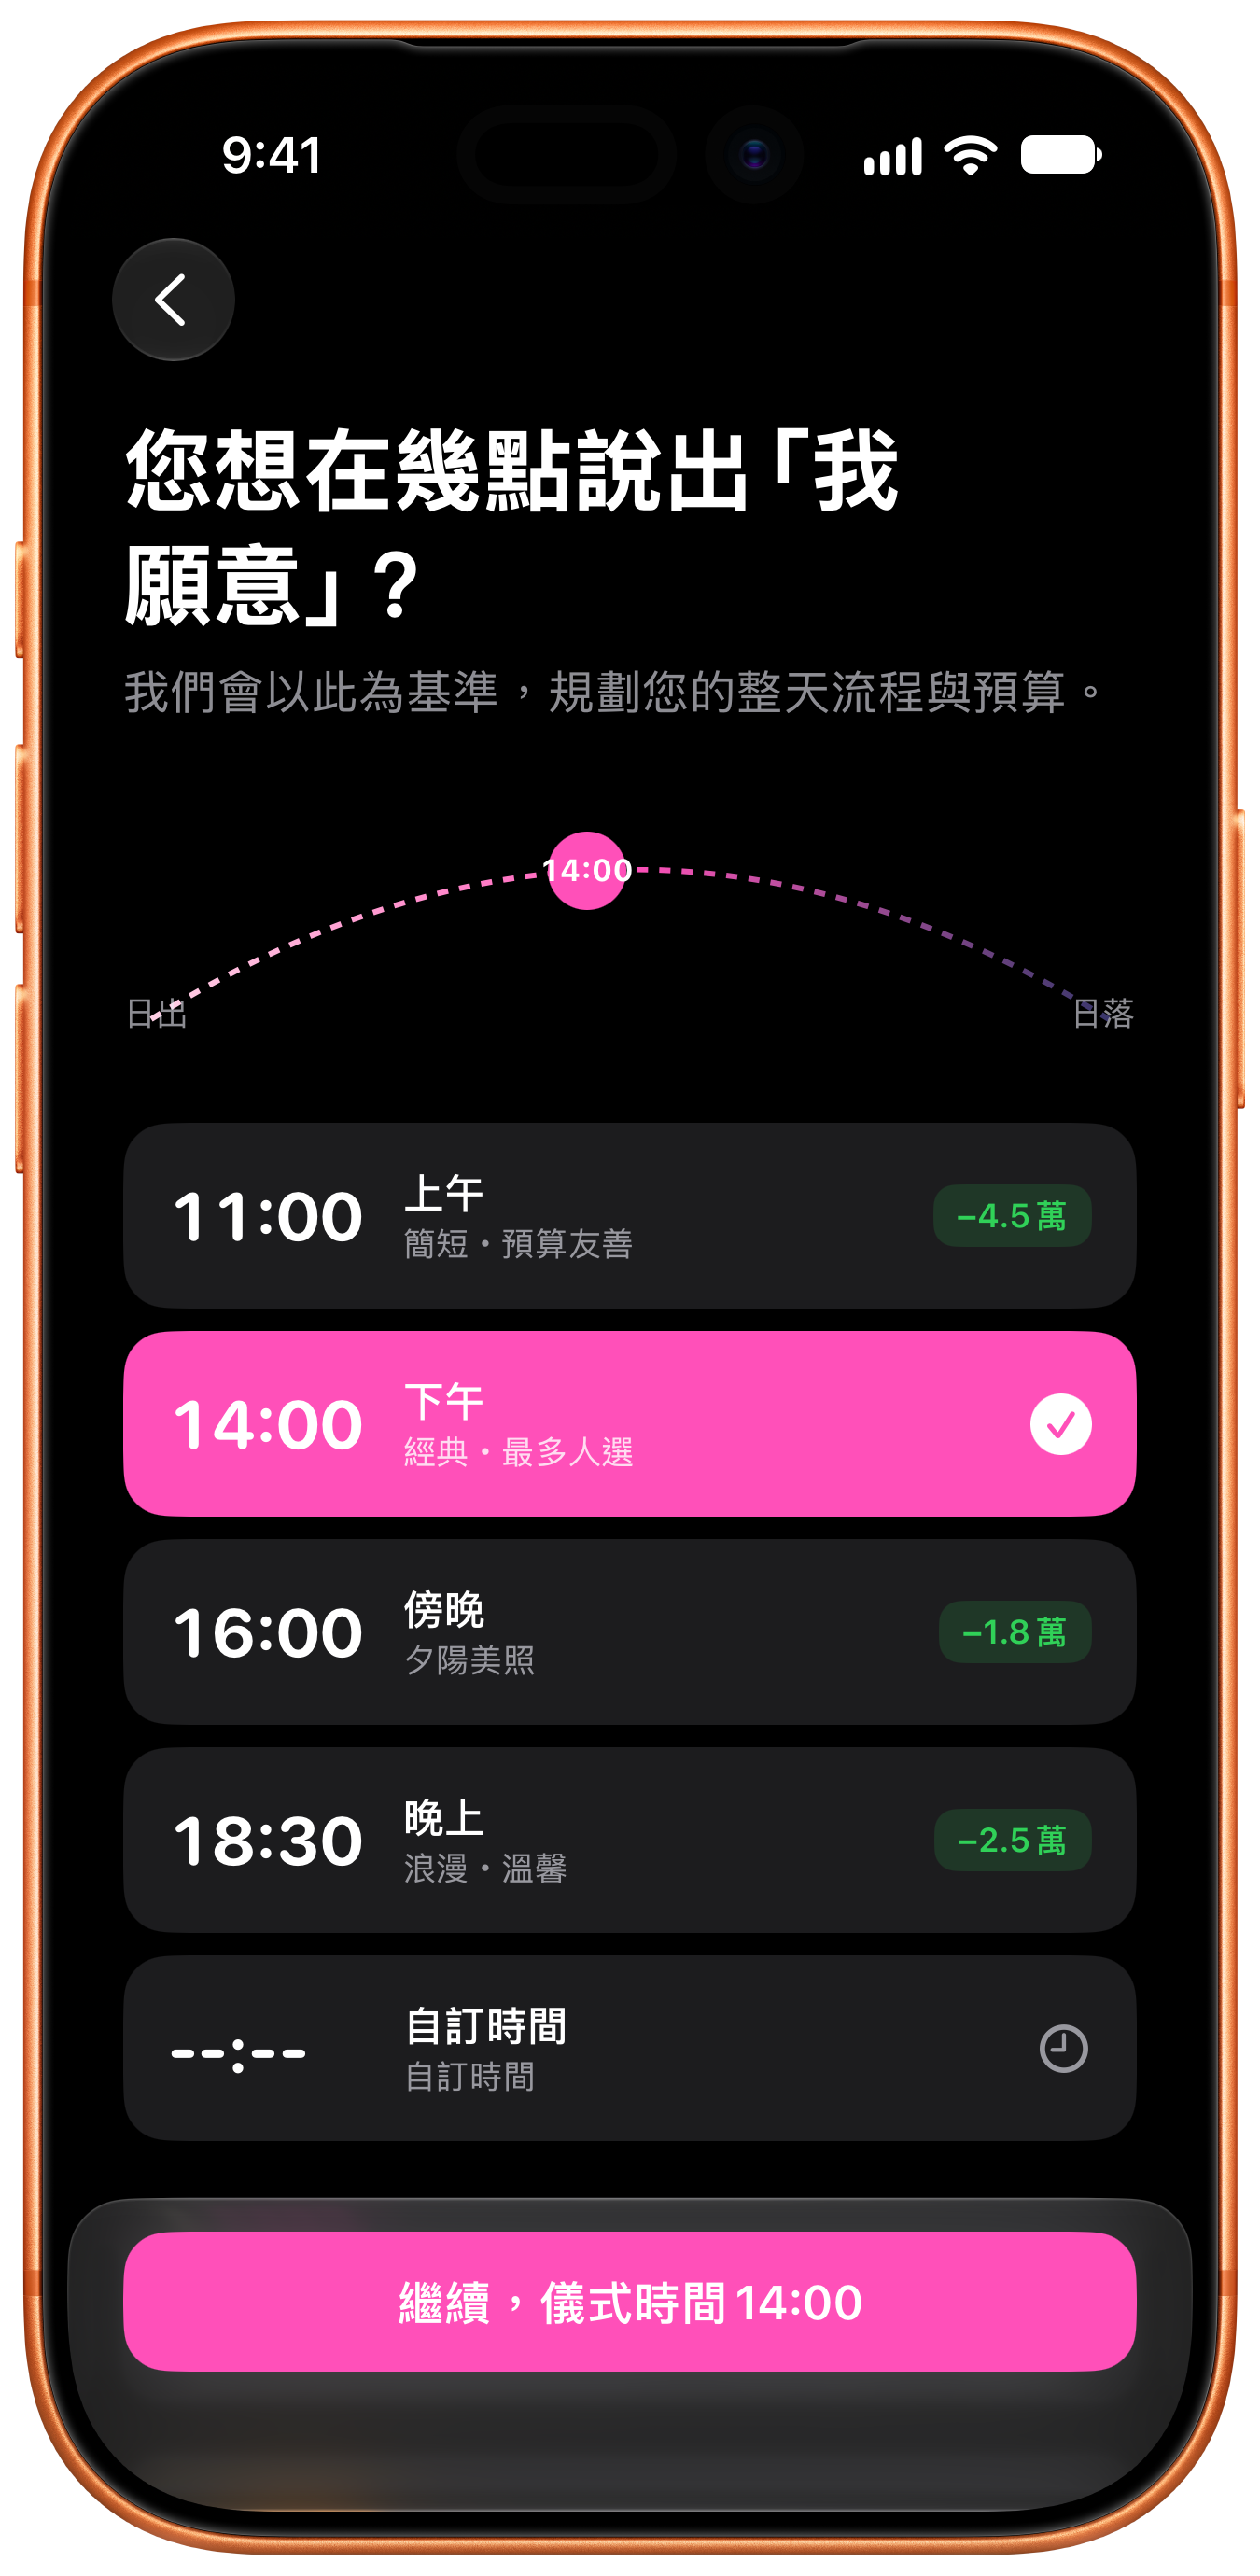 9:41
您想在幾點說出「我
願意」?
我們會以此為基準，規劃您的整天流程與預算。
14:00
日出
日落
11:00
上午
簡短・預算友善
−4.5 萬
14:00
下午
經典・最多人選
16:00
傍晚
夕陽美照
−1.8 萬
18:30
晚上
浪漫・溫馨
−2.5 萬
--:--
自訂時間
自訂時間
繼續，儀式時間 14:00